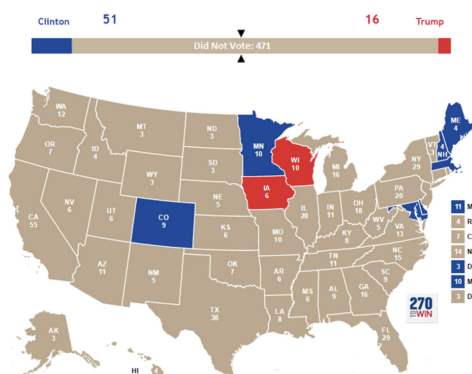 Clinton 51 16 Trump
Did Not Vote: 471
WA
12
OR
7
CA
55
NV
6
ID
4
MT
3
WY
3
UT
6
AZ
11
CO
9
NM
5
ND
3
SD
3
NE
5
KS
6
OK
7
TX
38
MN
10
IA
6
MO
10
AR
6
LA
8
WI
10
IL
20
MI
16
IN
11
OH
18
KY
8
TN
11
MS
6
AL
9
GA
16
FL
29
SC
9
NC
15
VA
13
WV
5
PA
20
NY
29
VT
3
4
NH
ME
4
AK
3
HI
4
11 M
4 R
7 C
14 N
3 D
10 M
3 D
270
WIN